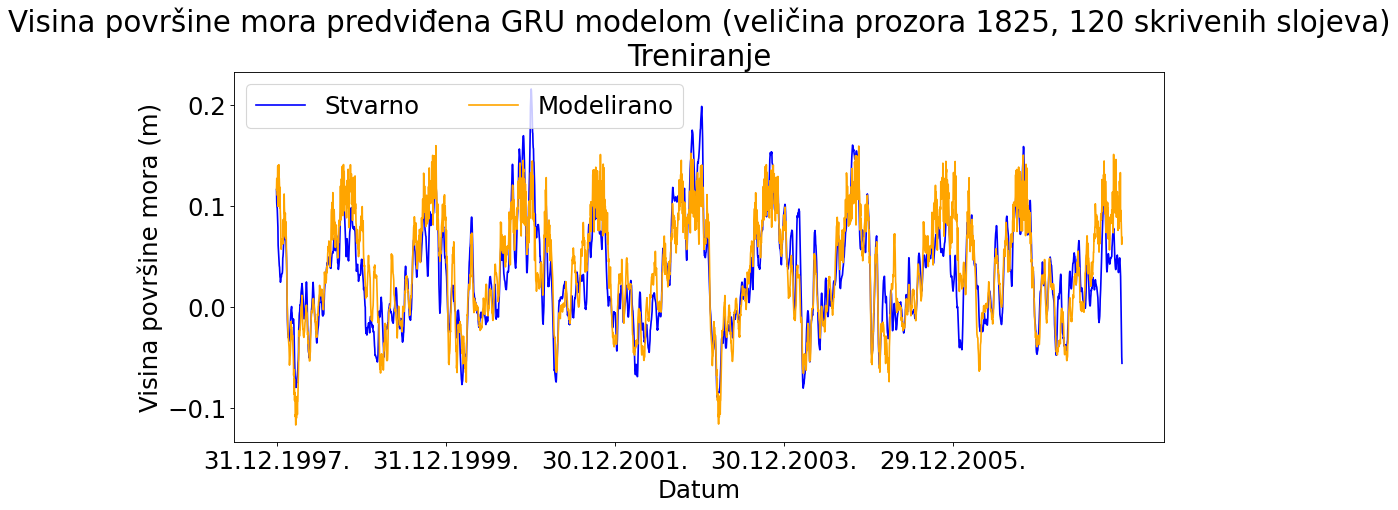 Visina površine mora predviđena GRU modelom (veličina prozora 1825, 120 skrivenih slojeva)
Treniranje
Stvarno
Modelirano
Visina površine mora (m)
0.2
0.1
0.0
−0.1
31.12.1997.
31.12.1999.
30.12.2001.
30.12.2003.
29.12.2005.
Datum